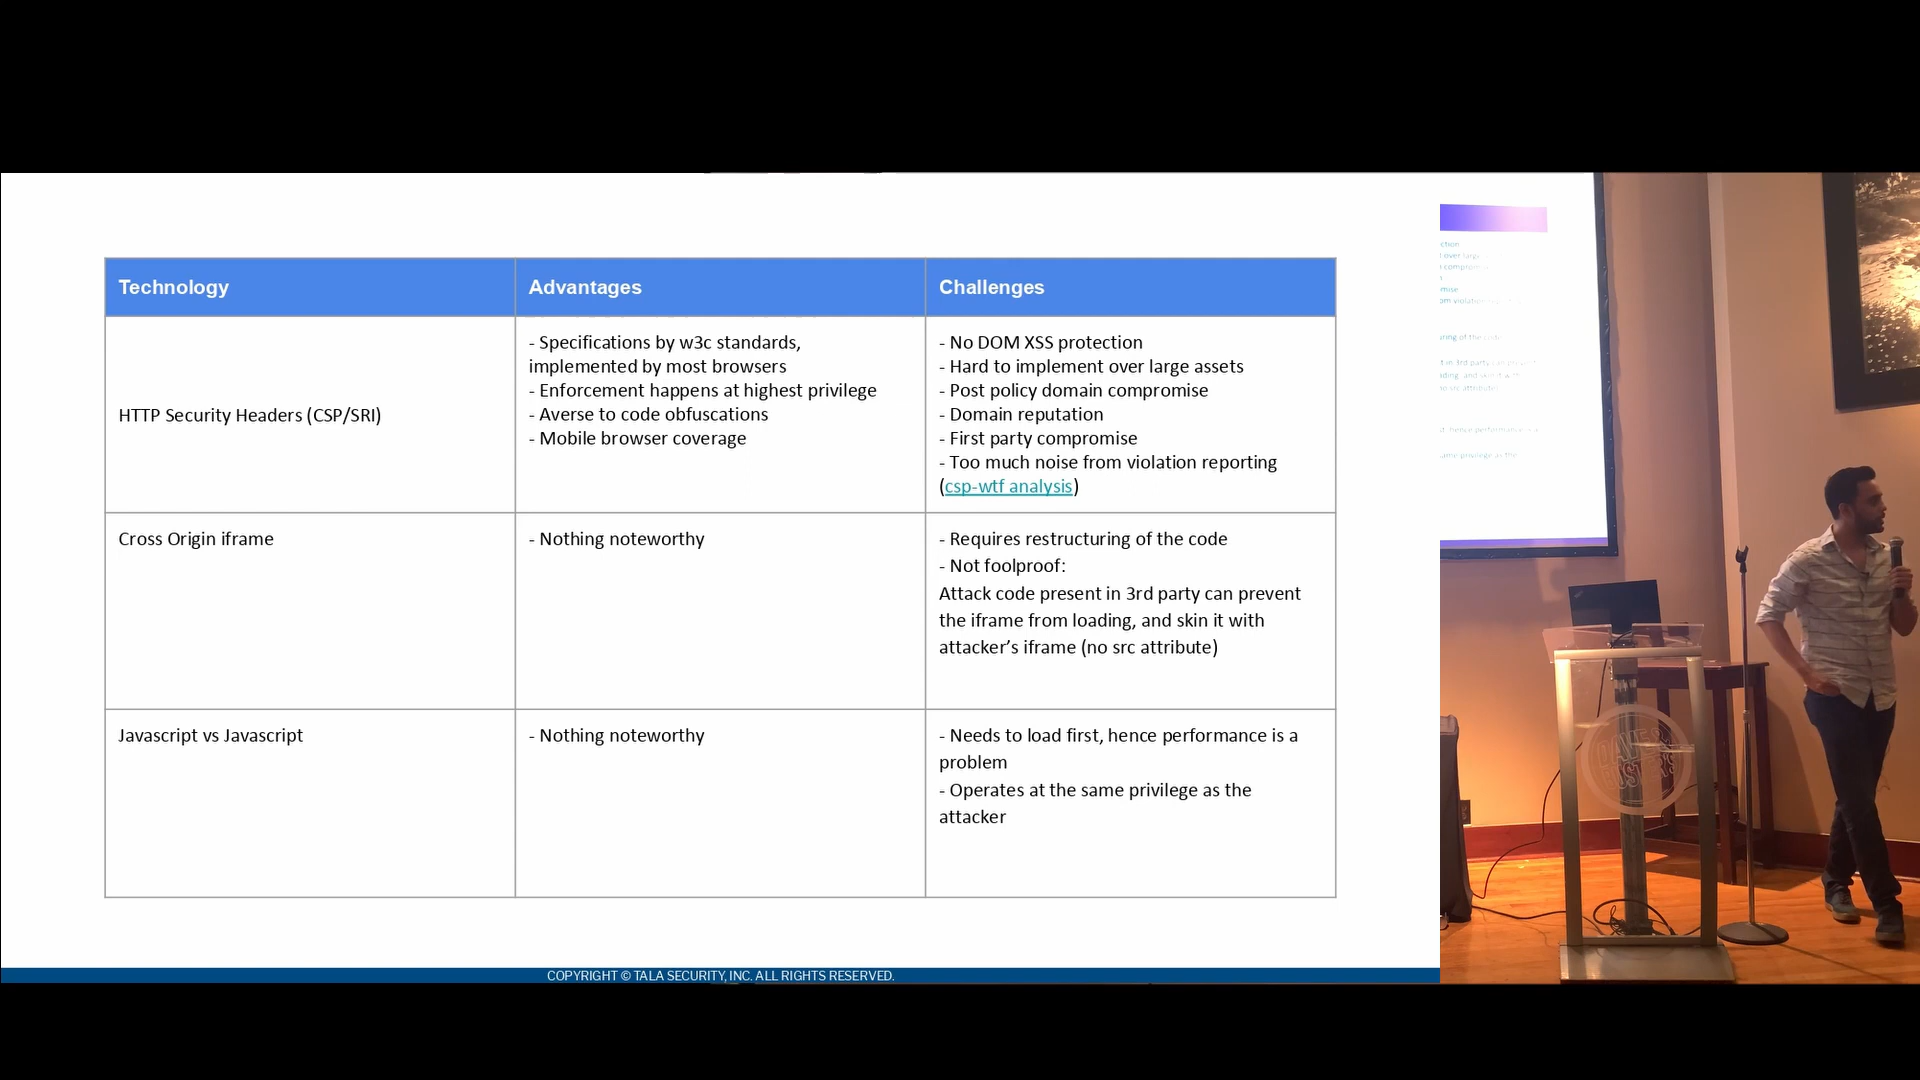 Technology
Advantages
Challenges
HTTP Security Headers (CSP/SRI)
- Specifications by w3c standards,
implemented by most browsers
- Enforcement happens at highest privilege
- Averse to code obfuscations
- Mobile browser coverage
- No DOM XSS protection
- Hard to implement over large assets
- Post policy domain compromise
- Domain reputation
- First party compromise
- Too much noise from violation reporting
(csp-wtf analysis)
Cross Origin iframe
- Nothing noteworthy
- Requires restructuring of the code
- Not foolproof:
Attack code present in 3rd party can prevent
the iframe from loading, and skin it with
attacker’s iframe (no src attribute)
Javascript vs Javascript
- Nothing noteworthy
- Needs to load first, hence performance is a
problem
- Operates at the same privilege as the
attacker
COPYRIGHT © TALA SECURITY, INC. ALL RIGHTS RESERVED.
DAVE &
BUSTER'S